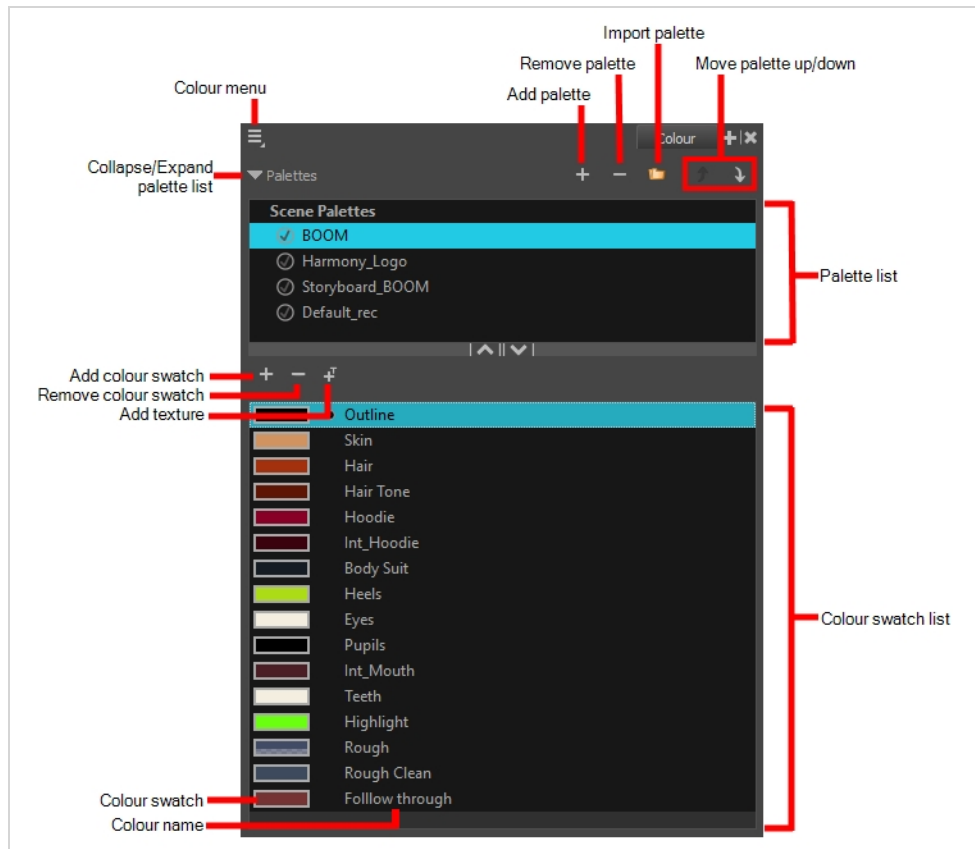 Import palette
Remove palette
Move palette up/down
Colour menu
Add palette
Colour
Collapse/Expand
palette list
Palettes
Scene Palettes
BOOM
Harmony_Logo
Storyboard_BOOM
Default_rec
Palette list
Add colour swatch
Remove colour swatch
Add texture
T
Outline
Skin
Hair
Hair Tone
Hoodie
Int_Hoodie
Body Suit
Heels
Eyes
Colour swatch list
Pupils
Int_Mouth
Teeth
Highlight
Rough
Rough Clean
Colour swatch
Folllow through
Colour name